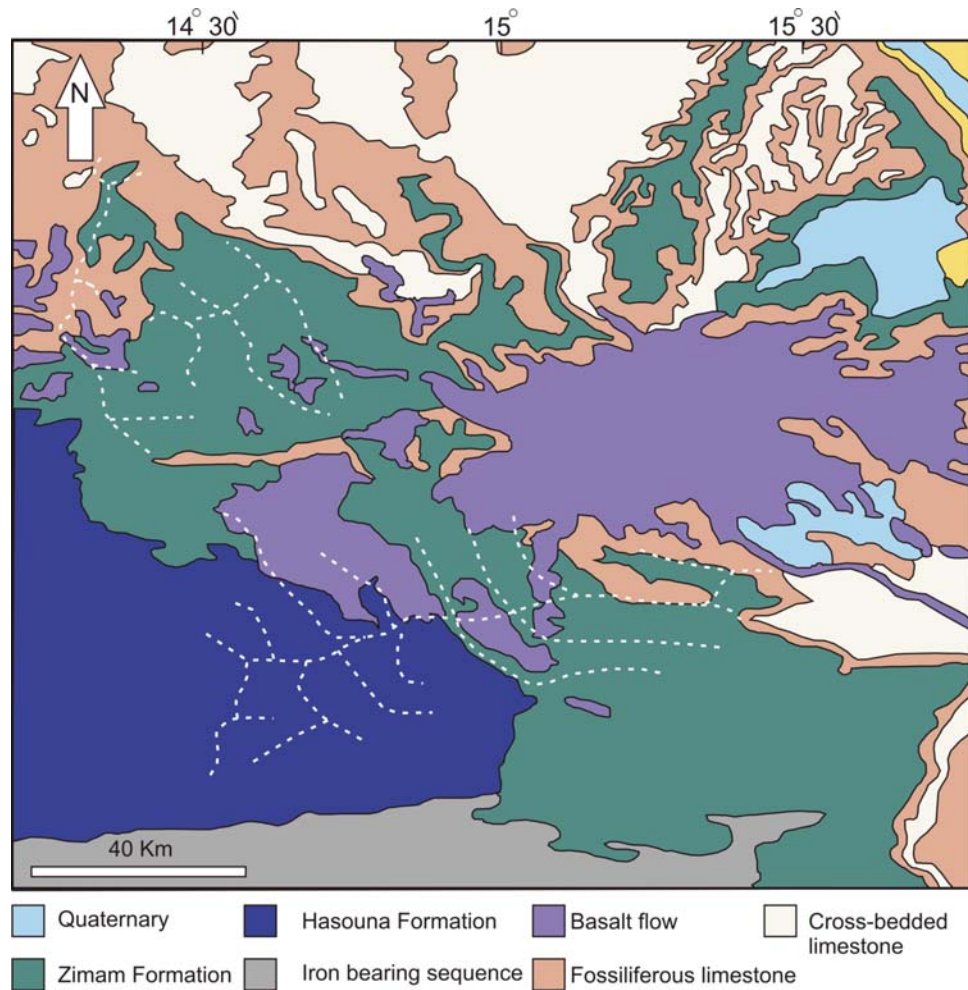 14° 30' 15° 15° 30'
N
40 Km
Quaternary Hasouna Formation Basalt flow Cross-bedded
limestone
Zimam Formation Iron bearing sequence Fossiliferous limestone